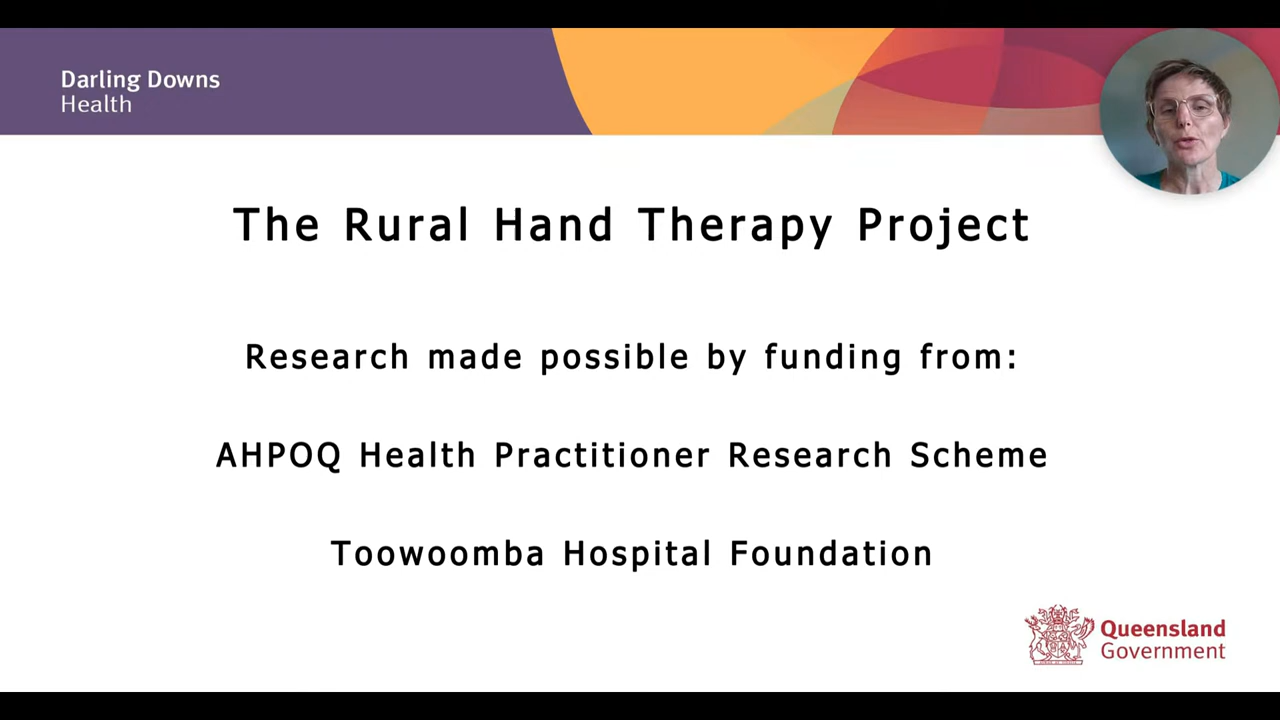 Darling Downs
Health
The Rural Hand Therapy Project
Research made possible by funding from:
AHPOQ Health Practitioner Research Scheme
Toowoomba Hospital Foundation
Queensland
Government